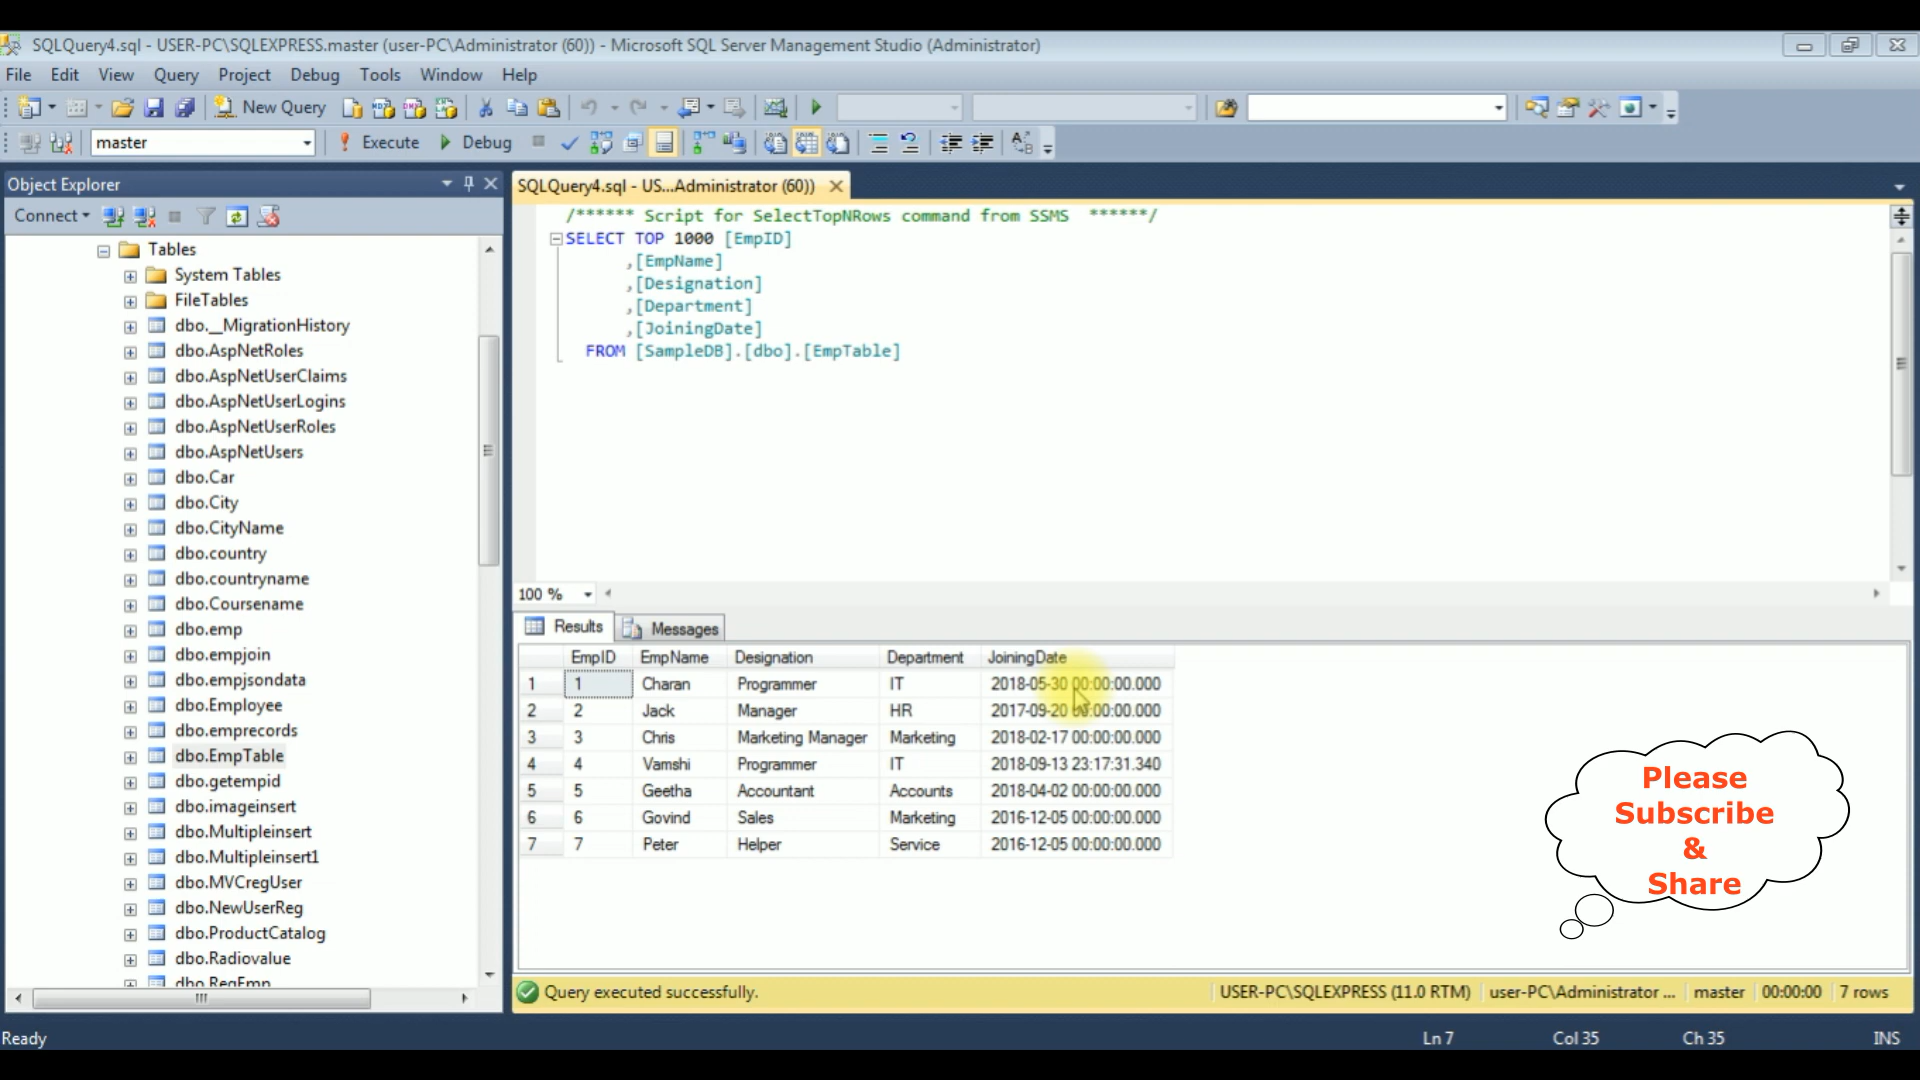 SQLQuery4.sql - USER-PC\SQLEXPRESS.master (user-PC\Administrator (60)) - Microsoft SQL Server Management Studio (Administrator)
File Edit View Query Project Debug Tools Window Help
New Query
master Execute Debug
Object Explorer
Connect
Tables
System Tables
FileTables
dbo.__MigrationHistory
dbo.AspNetRoles
dbo.AspNetUserClaims
dbo.AspNetUserLogins
dbo.AspNetUserRoles
dbo.AspNetUsers
dbo.Car
dbo.City
dbo.CityName
dbo.country
dbo.countryname
dbo.Coursename
dbo.emp
dbo.empjoin
dbo.empjsondata
dbo.Employee
dbo.emprecords
dbo.EmpTable
dbo.getempid
dbo.imageinsert
dbo.Multipleinsert
dbo.Multipleinsert1
dbo.MVCregUser
dbo.NewUserReg
dbo.ProductCatalog
dbo.Radiovalue
dbo.RegEmp
SQLQuery4.sql - US...Administrator (60))
/****** Script for SelectTopNRows command from SSMS  ******/
SELECT TOP 1000 [EmpID]
,[EmpName]
,[Designation]
,[Department]
,[JoiningDate]
FROM [SampleDB].[dbo].[EmpTable]
100 %
Results Messages
EmpID EmpName Designation Department JoiningDate
1 1 Charan Programmer IT 2018-05-30 00:00:00.000
2 2 Jack Manager HR 2017-09-20 00:00:00.000
3 3 Chris Marketing Manager Marketing 2018-02-17 00:00:00.000
4 4 Vamshi Programmer IT 2018-09-13 23:17:31.340
5 5 Geetha Accountant Accounts 2018-04-02 00:00:00.000
6 6 Govind Sales Marketing 2016-12-05 00:00:00.000
7 7 Peter Helper Service 2016-12-05 00:00:00.000
Please
Subscribe
&
Share
Query executed successfully. USER-PC\SQLEXPRESS (11.0 RTM) user-PC\Administrator ... master 00:00:00 7 rows
Ready Ln 7 Col 35 Ch 35 INS